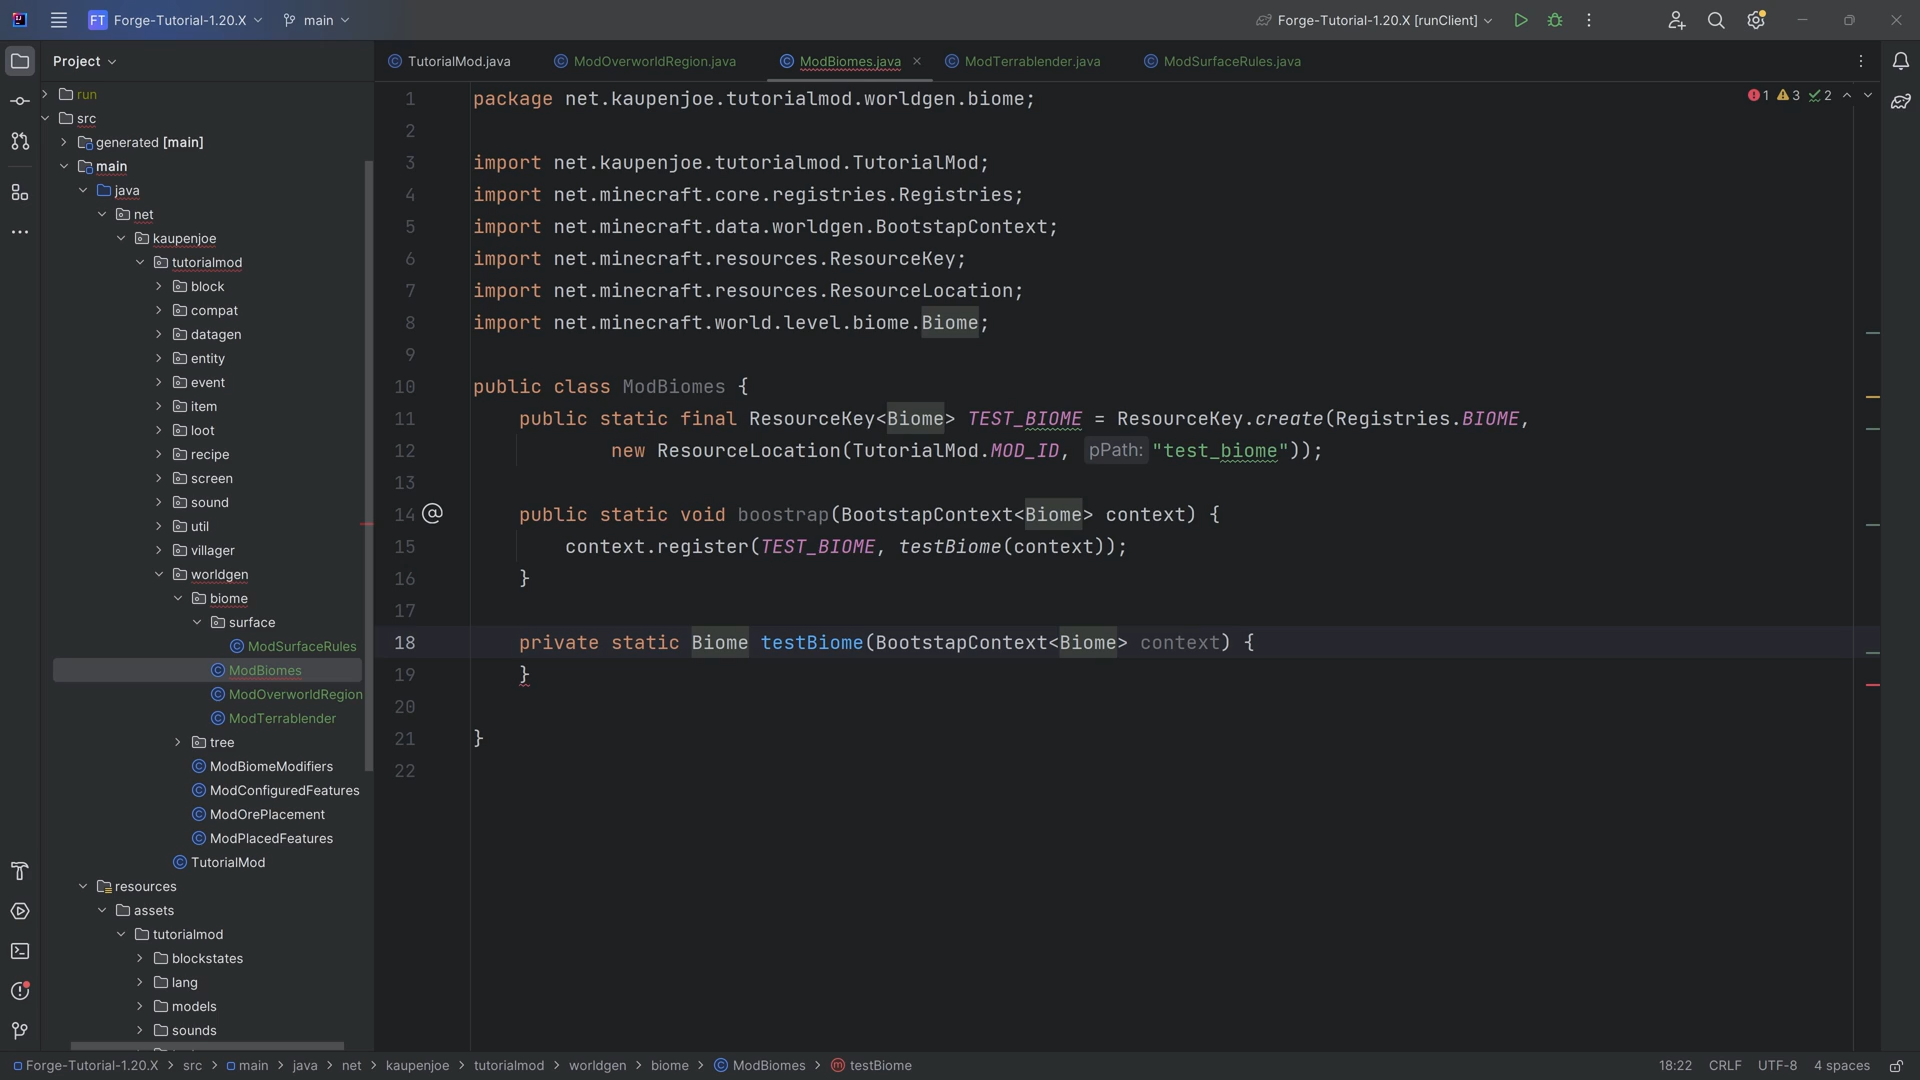 FT Forge-Tutorial-1.20.X main Forge-Tutorial-1.20.X [runClient]
Project
TutorialMod.java ModOverworldRegion.java ModBiomes.java ModTerrablender.java ModSurfaceRules.java
run
src
generated [main]
main
java
net
kaupenjoe
tutorialmod
block
compat
datagen
entity
event
item
loot
recipe
screen
sound
util
villager
worldgen
biome
surface
ModSurfaceRules
ModBiomes
ModOverworldRegion
ModTerrablender
tree
ModBiomeModifiers
ModConfiguredFeatures
ModOrePlacement
ModPlacedFeatures
TutorialMod
resources
assets
tutorialmod
blockstates
lang
models
sounds
1 3 2
1 package net.kaupenjoe.tutorialmod.worldgen.biome;
2
3 import net.kaupenjoe.tutorialmod.TutorialMod;
4 import net.minecraft.core.registries.Registries;
5 import net.minecraft.data.worldgen.BootstapContext;
6 import net.minecraft.resources.ResourceKey;
7 import net.minecraft.resources.ResourceLocation;
8 import net.minecraft.world.level.biome.Biome;
9
10 public class ModBiomes {
11 public static final ResourceKey<Biome> TEST_BIOME = ResourceKey.create(Registries.BIOME,
12 new ResourceLocation(TutorialMod.MOD_ID, pPath: "test_biome"));
13
14 @ public static void boostrap(BootstapContext<Biome> context) {
15 context.register(TEST_BIOME, testBiome(context));
16 }
17
18 private static Biome testBiome(BootstapContext<Biome> context) {
19 }
20
21 }
22
Forge-Tutorial-1.20.X > src > main > java > net > kaupenjoe > tutorialmod > worldgen > biome > ModBiomes > testBiome 18:22 CRLF UTF-8 4 spaces